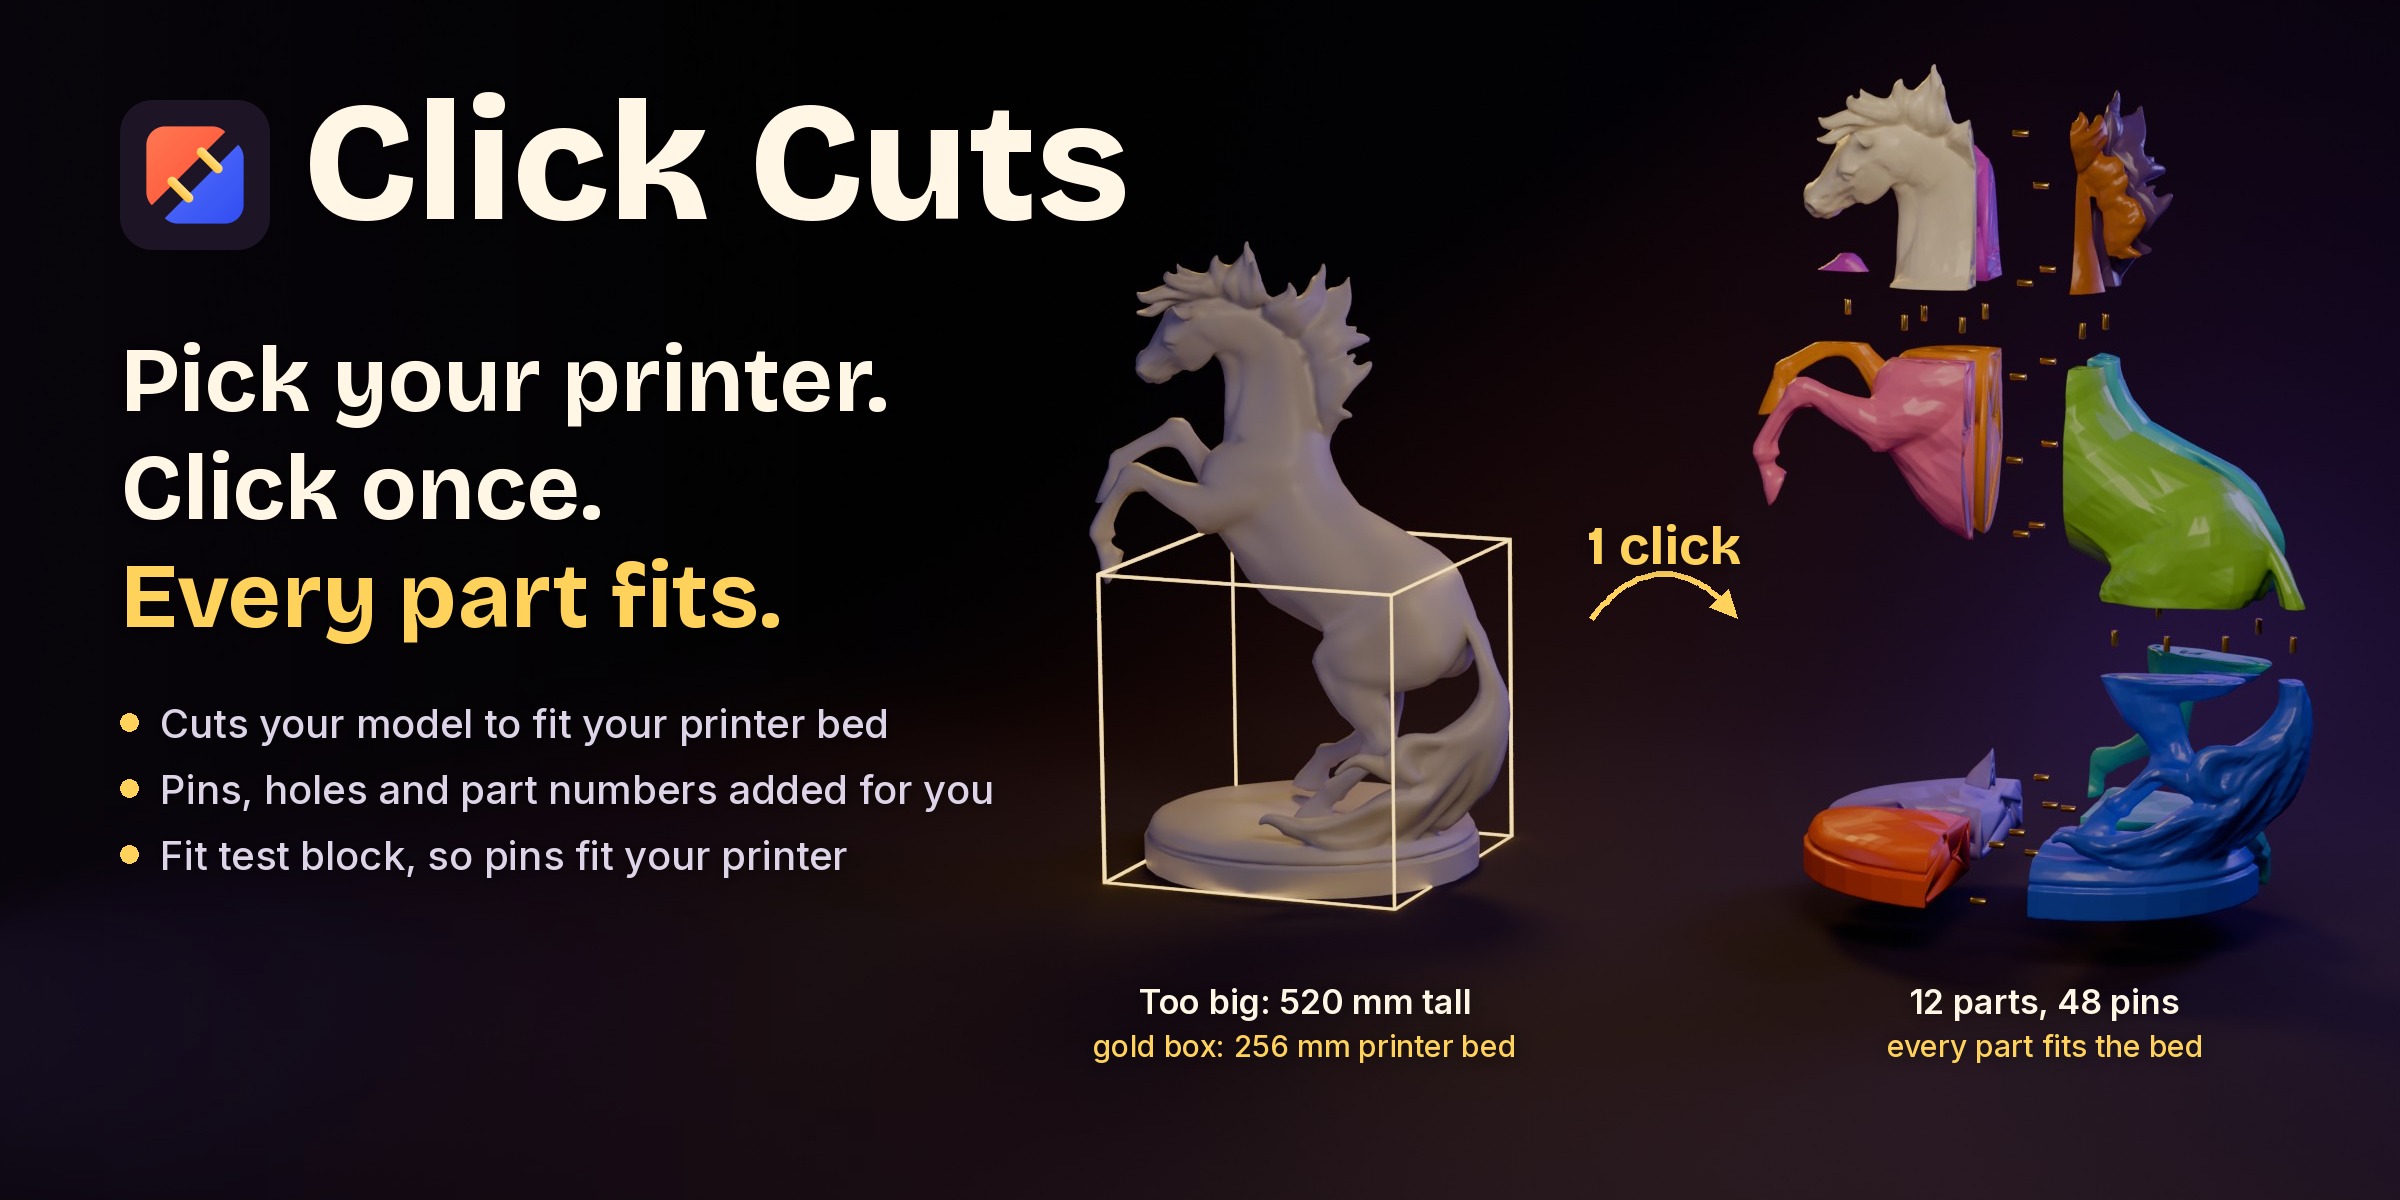 Click Cuts
Pick your printer.
Click once.
Every part fits.
Cuts your model to fit your printer bed
Pins, holes and part numbers added for you
Fit test block, so pins fit your printer
1 click
Too big: 520 mm tall
gold box: 256 mm printer bed
12 parts, 48 pins
every part fits the bed